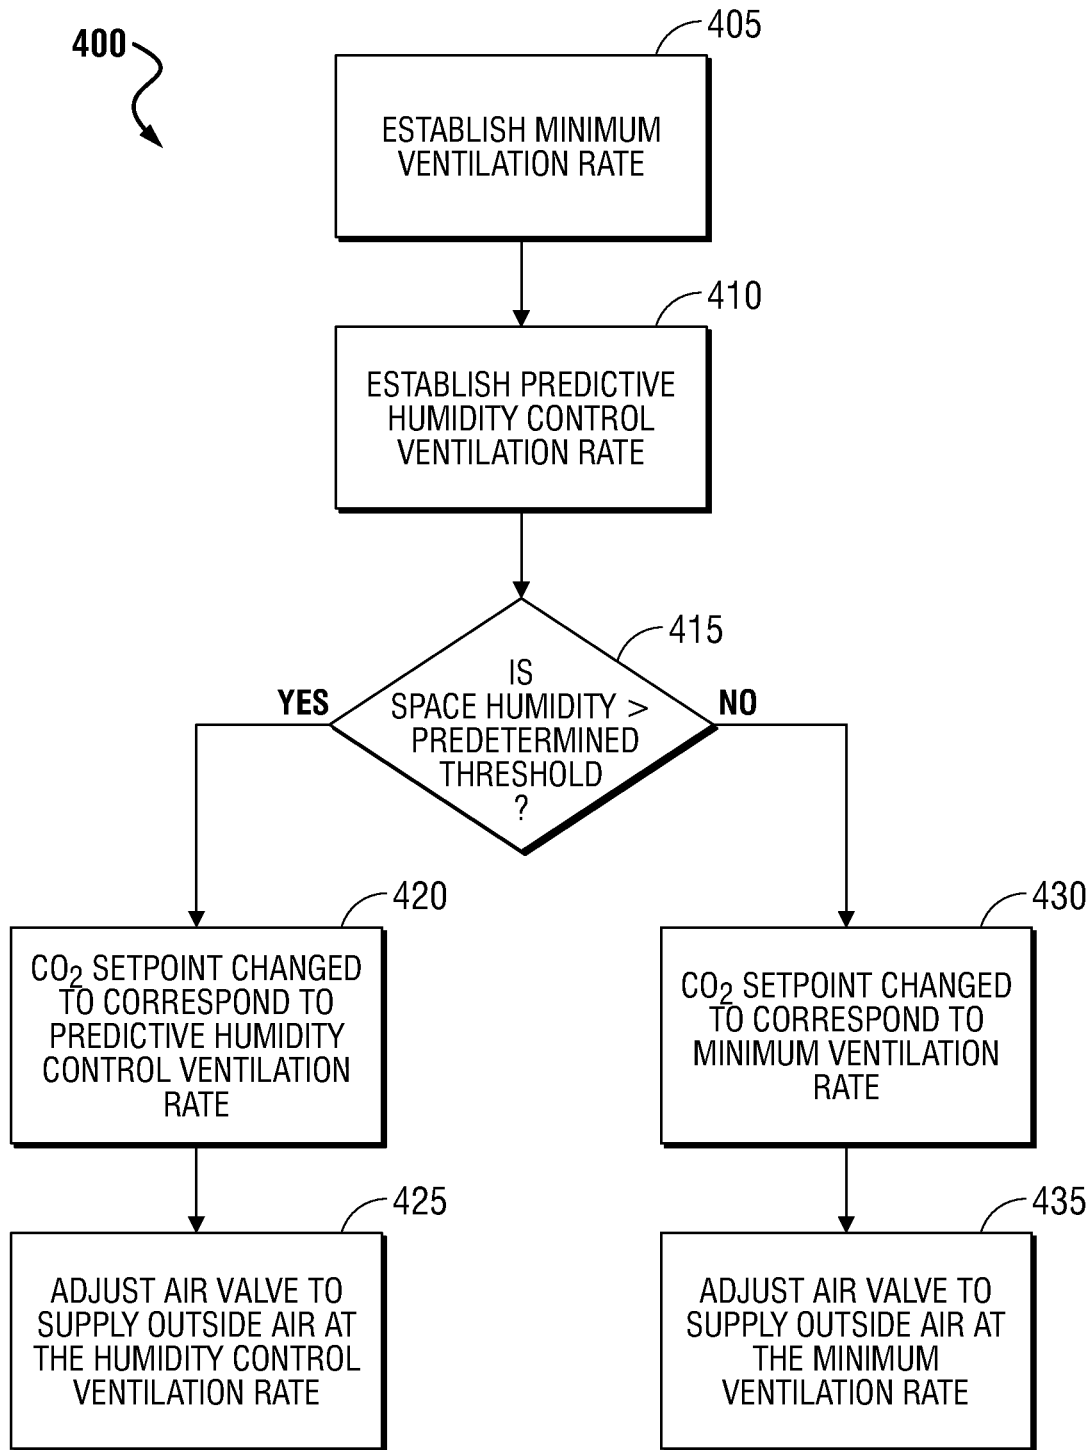 400
405
ESTABLISH MINIMUM
VENTILATION RATE
410
ESTABLISH PREDICTIVE
HUMIDITY CONTROL
VENTILATION RATE
415
IS
SPACE HUMIDITY >
PREDETERMINED
THRESHOLD
?
YES
NO
420
CO₂ SETPOINT CHANGED
TO CORRESPOND TO
PREDICTIVE HUMIDITY
CONTROL VENTILATION
RATE
430
CO₂ SETPOINT CHANGED
TO CORRESPOND TO
MINIMUM VENTILATION
RATE
425
ADJUST AIR VALVE TO
SUPPLY OUTSIDE AIR AT
THE HUMIDITY CONTROL
VENTILATION RATE
435
ADJUST AIR VALVE TO
SUPPLY OUTSIDE AIR AT
THE MINIMUM
VENTILATION RATE